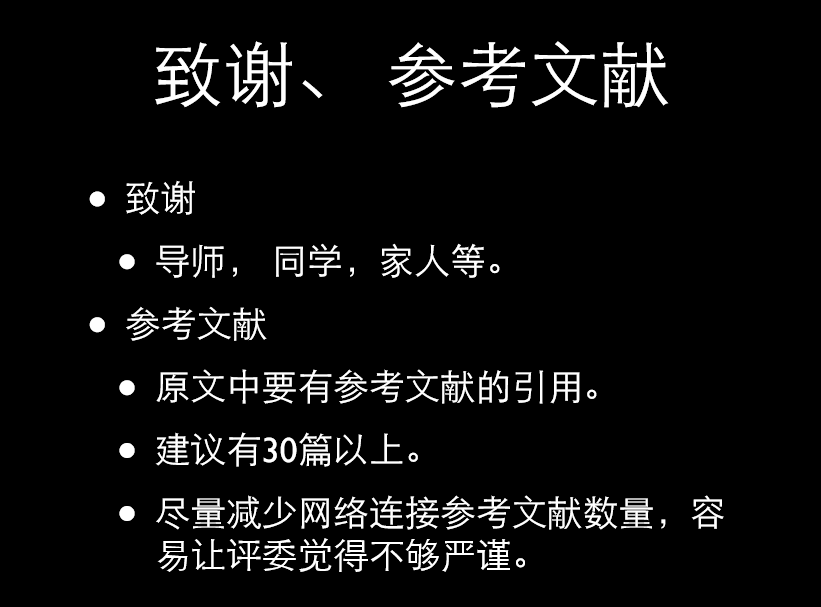 致谢、 参考文献
• 致谢
• 导师， 同学，家人等。
• 参考文献
• 原文中要有参考文献的引用。
• 建议有30篇以上。
• 尽量减少网络连接参考文献数量，容
易让评委觉得不够严谨。